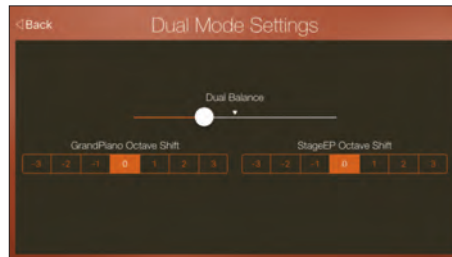 Back
Dual Mode Settings
Dual Balance
GrandPiano Octave Shift
-3 -2 -1 0 1 2 3
StageEP Octave Shift
-3 -2 -1 0 1 2 3